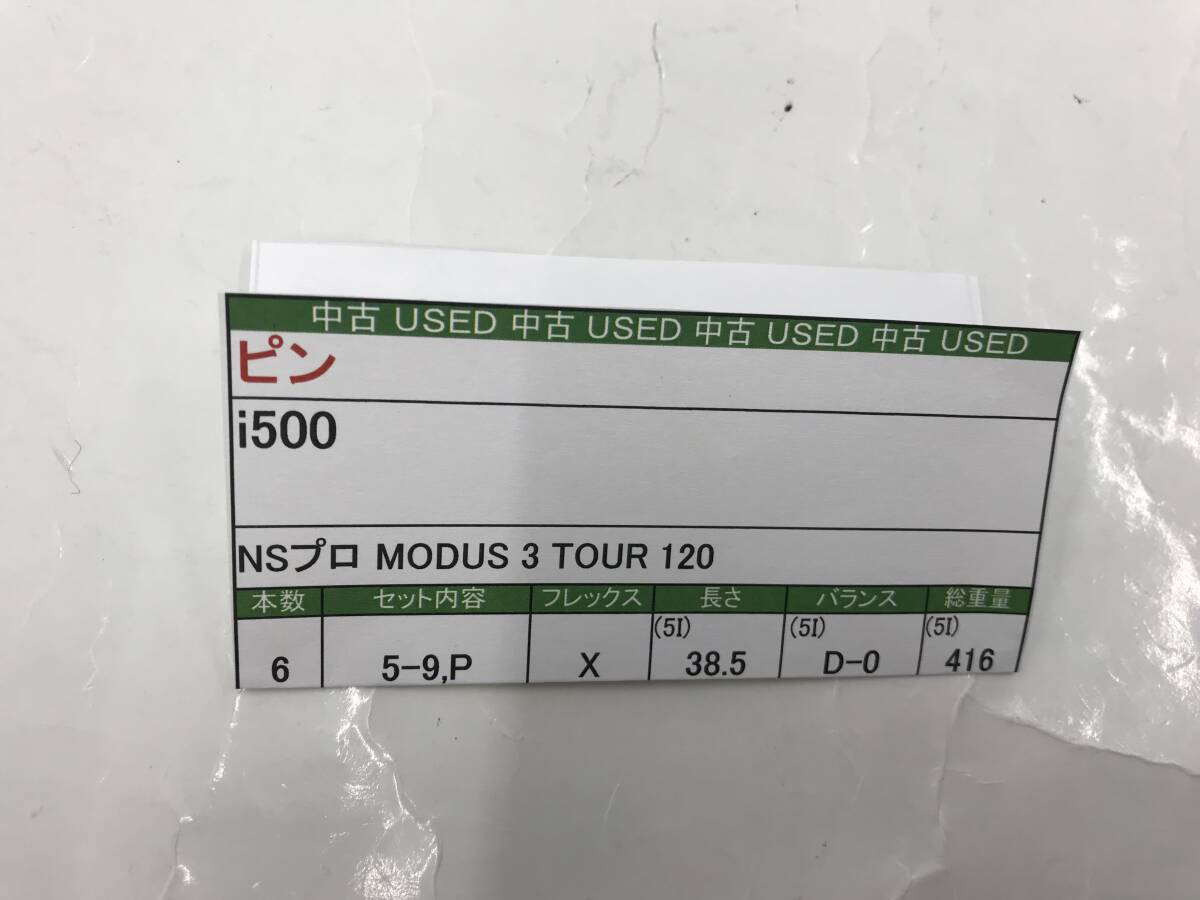 中古 USED 中古 USED 中古 USED 中古 USED
ピン
i500
NSプロ MODUS 3 TOUR 120
本数 セット内容 フレックス 長さ バランス 総重量
(5I) (5I) (5I)
6 5-9,P X 38.5 D-0 416